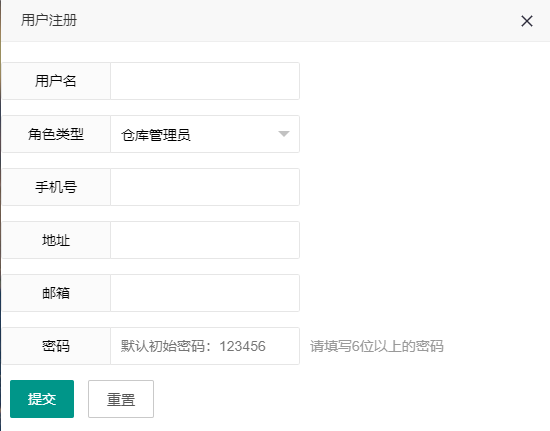 用户注册
用户名
角色类型 仓库管理员
手机号
地址
邮箱
密码 默认初始密码：123456 请填写6位以上的密码
提交 重置